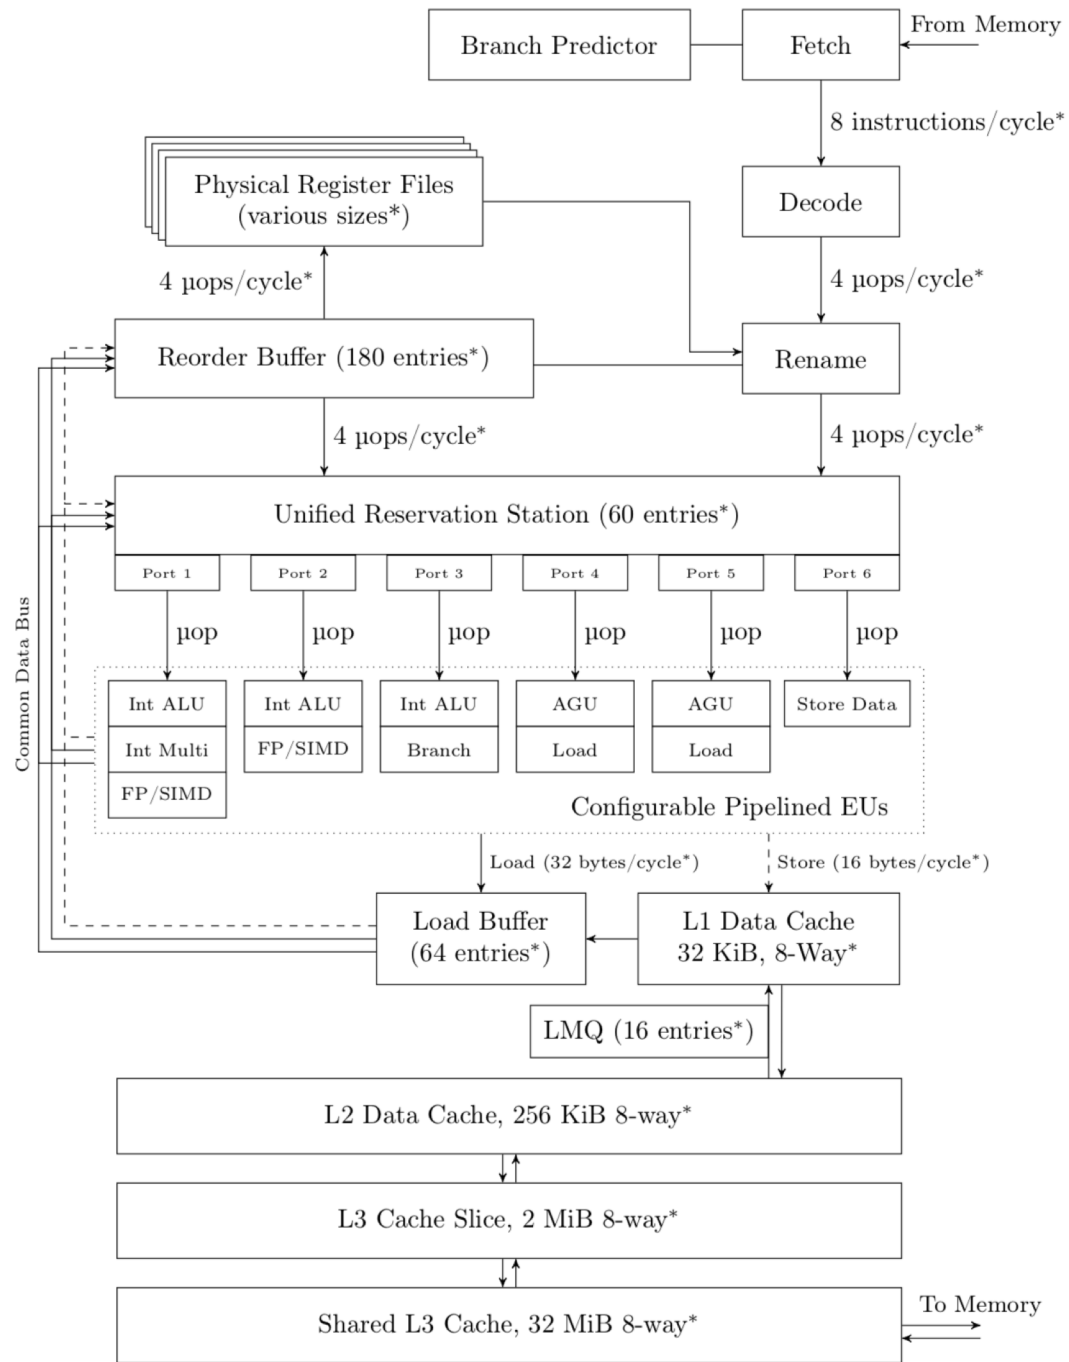 Branch Predictor
Fetch
From Memory
8 instructions/cycle*
Physical Register Files
(various sizes*)
Decode
4 µops/cycle*
4 µops/cycle*
Reorder Buffer (180 entries*)
Rename
4 µops/cycle*
4 µops/cycle*
Unified Reservation Station (60 entries*)
Port 1
Port 2
Port 3
Port 4
Port 5
Port 6
µop
µop
µop
µop
µop
µop
Common Data Bus
Int ALU
Int Multi
FP/SIMD
Int ALU
FP/SIMD
Int ALU
Branch
AGU
Load
AGU
Load
Store Data
Configurable Pipelined EUs
Load (32 bytes/cycle*)
Store (16 bytes/cycle*)
Load Buffer
(64 entries*)
L1 Data Cache
32 KiB, 8-Way*
LMQ (16 entries*)
L2 Data Cache, 256 KiB 8-way*
L3 Cache Slice, 2 MiB 8-way*
Shared L3 Cache, 32 MiB 8-way*
To Memory